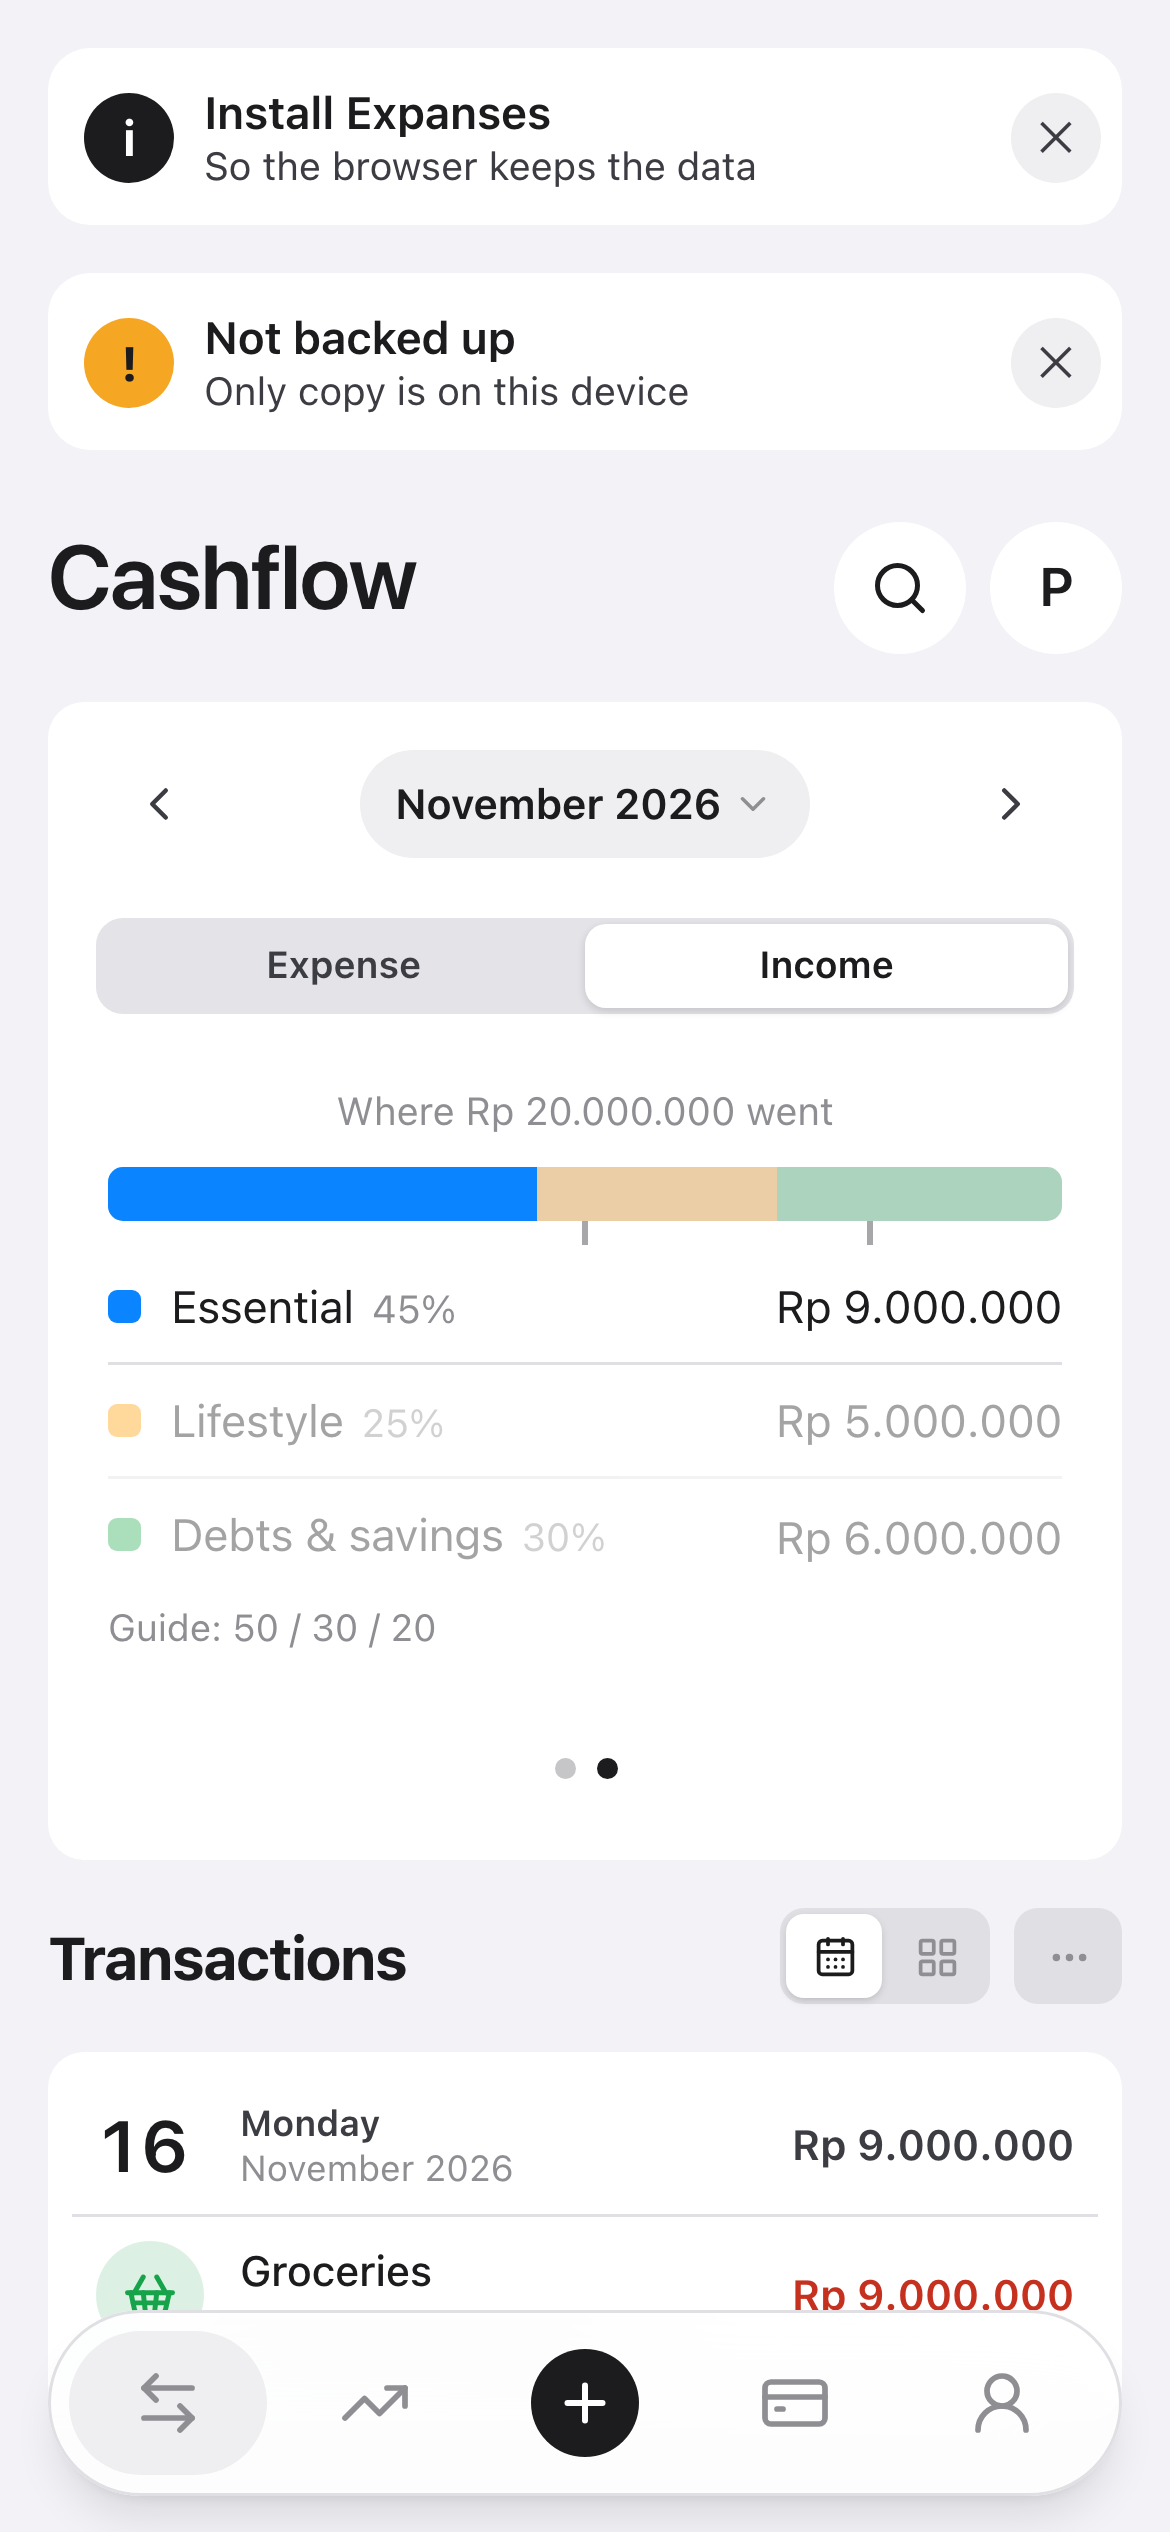 Install Expanses
So the browser keeps the data
Not backed up
Only copy is on this device
Cashflow
P
November 2026
Expense
Income
Where Rp 20.000.000 went
Essential 45% Rp 9.000.000
Lifestyle 25% Rp 5.000.000
Debts & savings 30% Rp 6.000.000
Guide: 50 / 30 / 20
Transactions
16 Monday Rp 9.000.000
November 2026
Groceries
Rp 9.000.000